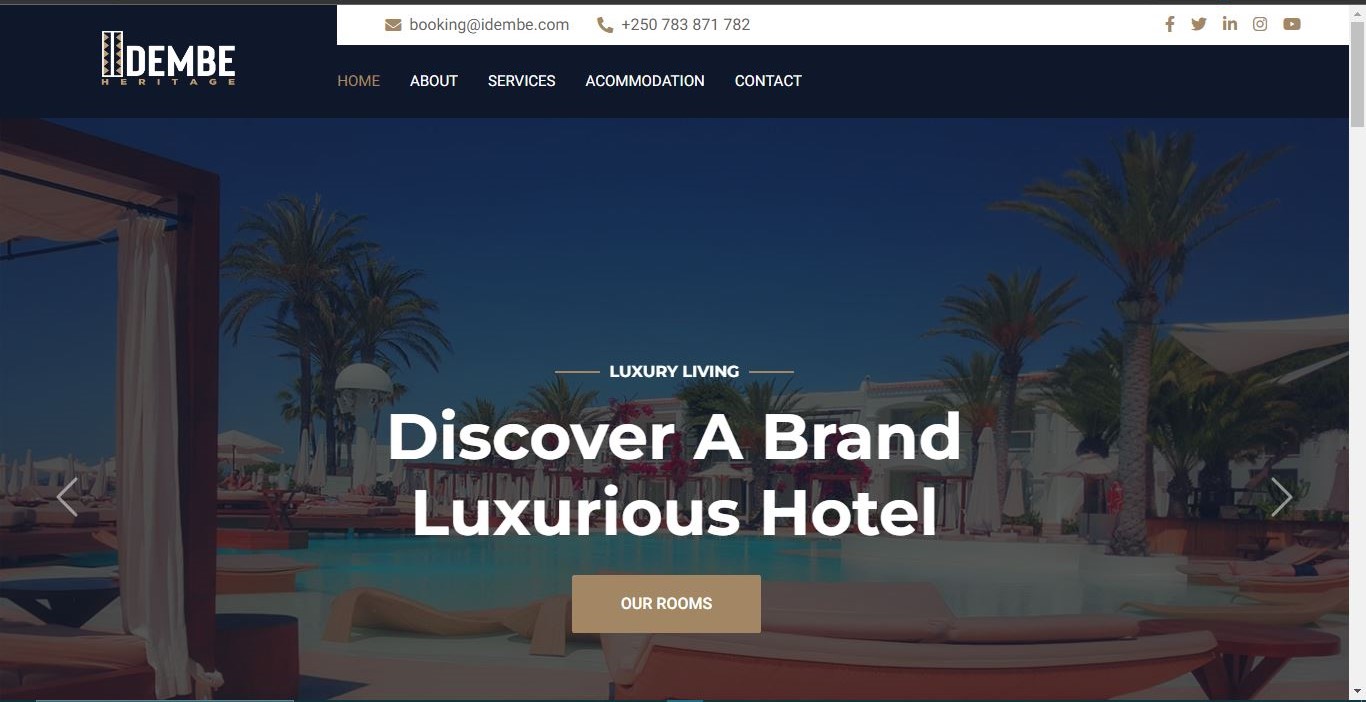 IDEMBE
HERITAGE
booking@idembe.com +250 783 871 782
HOME ABOUT SERVICES ACOMMODATION CONTACT
LUXURY LIVING
Discover A Brand
Luxurious Hotel
OUR ROOMS